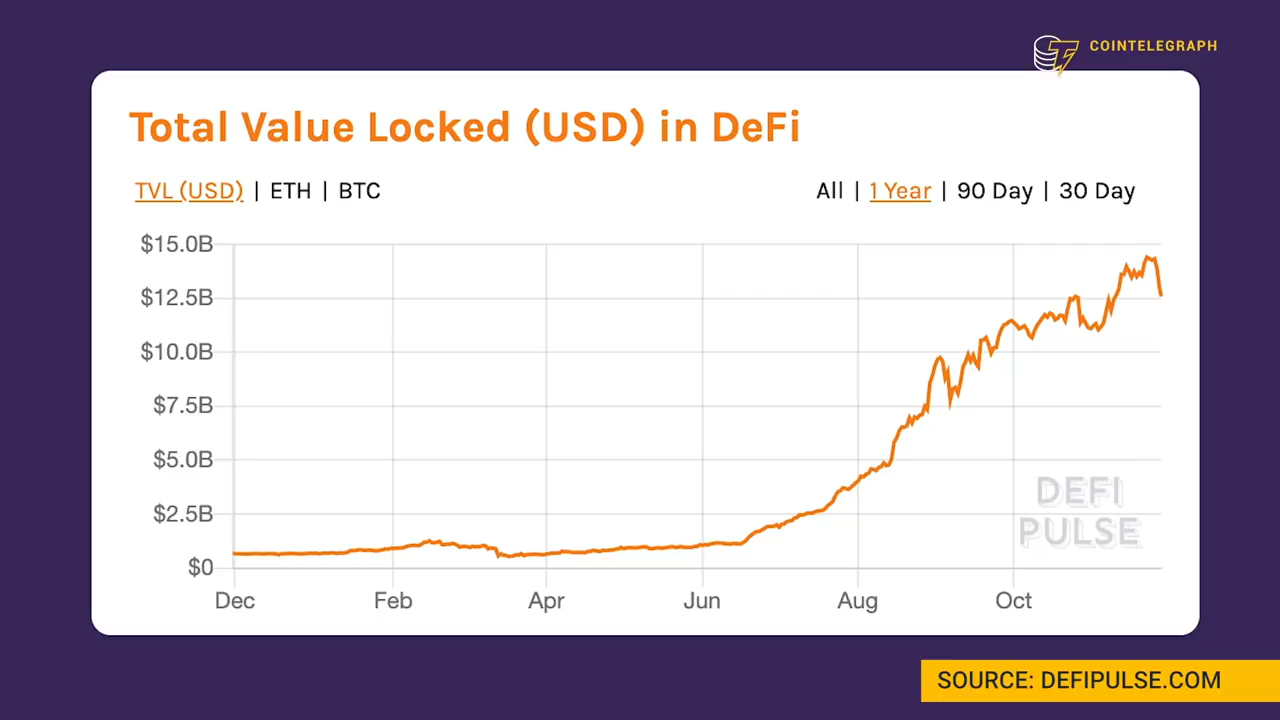 COINTELEGRAPH
Total Value Locked (USD) in DeFi
TVL (USD) | ETH | BTC
All | 1 Year | 90 Day | 30 Day
$15.0B
$12.5B
$10.0B
$7.5B
$5.0B
$2.5B
$0
DEFI
PULSE
Dec Feb Apr Jun Aug Oct
SOURCE: DEFIPULSE.COM